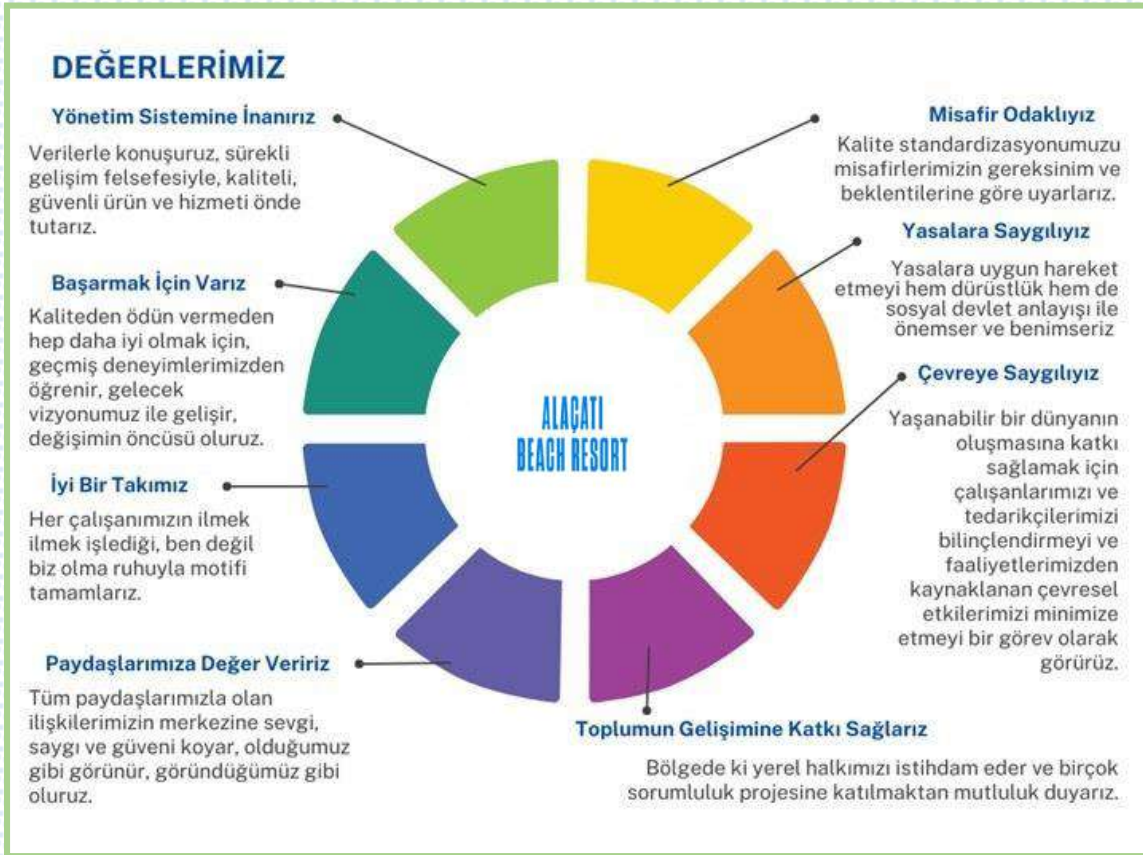 DEĞERLERİMİZ
Yönetim Sistemine İnanırız
Verilerle konuşuruz, sürekli
gelişim felsefesiyle, kaliteli,
güvenli ürün ve hizmeti önde
tutarız.
Başarmak İçin Varız
Kaliteden ödün vermeden
hep daha iyi olmak için,
geçmiş deneyimlerimizden
öğrenir, gelecek
vizyonumuz ile gelişir,
değişimin öncüsü oluruz.
İyi Bir Takımız
Her çalışanımızın ilmek
ilmek işlediği, ben değil
biz olma ruhuyla motifi
tamamlarız.
Paydaşlarımıza Değer Veririz
Tüm paydaşlarımızla olan
ilişkilerimizin merkezine sevgi,
saygı ve güveni koyar, olduğumuz
gibi görünür, göründüğümüz gibi
oluruz.
ALAÇATI
BEACH RESORT
Misafir Odaklıyız
Kalite standardizasyonumuzu
misafirlerimizin gereksinim ve
beklentilerine göre uyarlarız.
Yasalara Saygılıyız
Yasalara uygun hareket
etmeyi hem dürüstlük hem de
sosyal devlet anlayışı ile
önemser ve benimseriz
Çevreye Saygılıyız
Yaşanabilir bir dünyanın
oluşmasına katkı
sağlamak için
çalışanlarımızı ve
tedarikçilerimizi
bilinçlendirmeyi ve
faaliyetlerimizden
kaynaklanan çevresel
etkilerimizi minimize
etmeyi bir görev olarak
görürüz.
Toplumun Gelişimine Katkı Sağlarız
Bölgede ki yerel halkımızı istihdam eder ve birçok
sorumluluk projesine katılmaktan mutluluk duyarız.